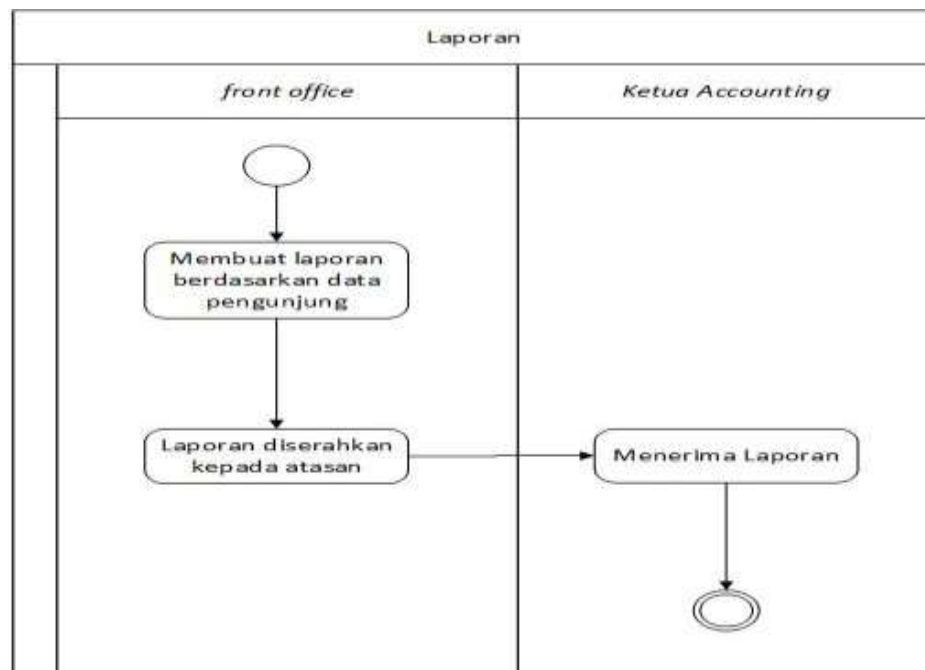 Laporan
front office
Ketua Accounting
Membuat laporan
berdasarkan data
pengunjung
Laporan diserahkan
kepada atasan
Menerima Laporan